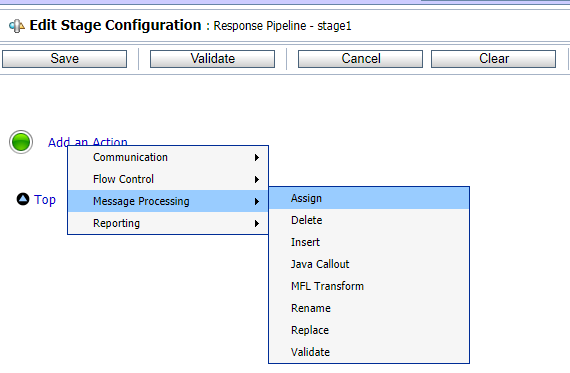 Edit Stage Configuration : Response Pipeline - stage1
Save Validate Cancel Clear
Add an Action
Communication
Flow Control
Top Message Processing Assign
Reporting Delete
Insert
Java Callout
MFL Transform
Rename
Replace
Validate